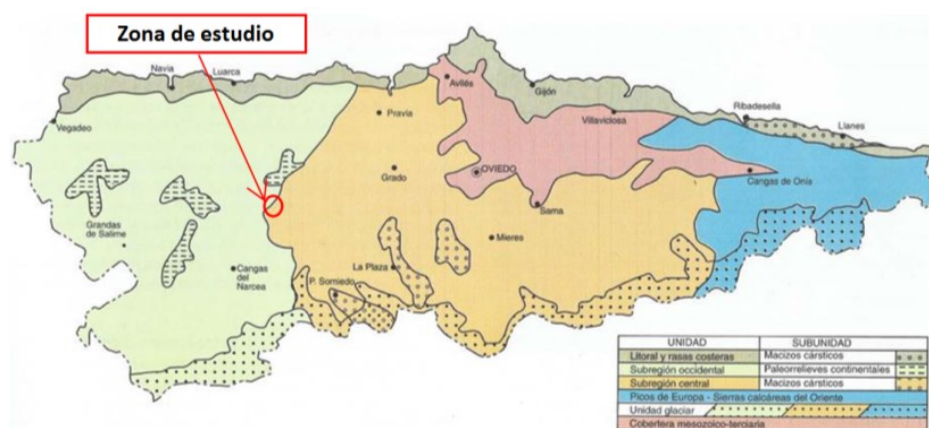 Zona de estudio
Navia
Luarca
Avilés
Gijón
Vegadeo
Pravia
Villaviciosa
Ribadesella
Llanes
Grado
OVIEDO
Cangas de Onía
Sama
Grandas
de Salime
Mieres
Cangas
del
Narcea
La Plaza
P. Somiedo
UNIDAD SUBUNIDAD
Litoral y rasas costeras Macizos cársticos
Subregión occidental Paleorrelieves continentales
Subregión central Macizos cársticos
Picos de Europa - Sierras calcáreas del Oriente
Unidad glaciar
Cobertera mesozoico-terciaria